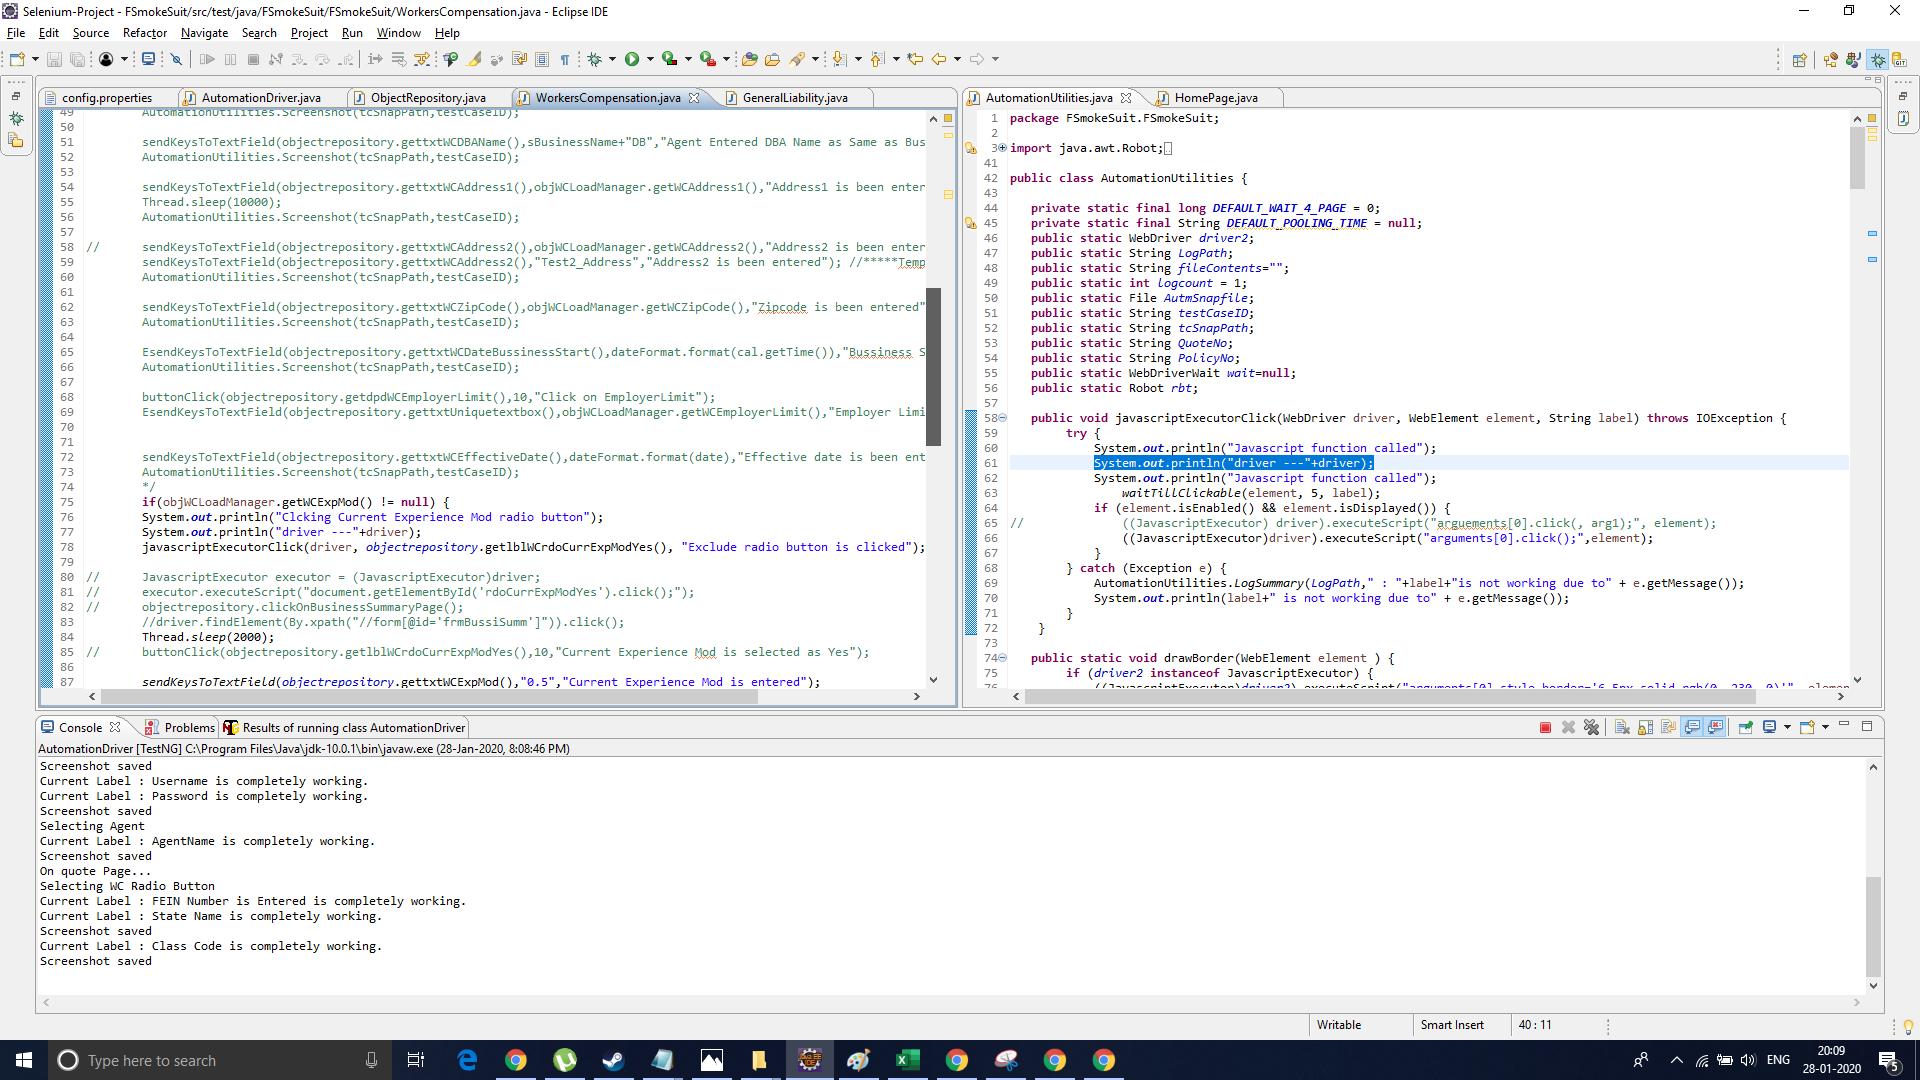 Selenium-Project - FSmokeSuit/src/test/java/FSmokeSuit/FSmokeSuit/WorkersCompensation.java - Eclipse IDE
File Edit Source Refactor Navigate Search Project Run Window Help
config.properties AutomationDriver.java ObjectRepository.java WorkersCompensation.java GeneralLiability.java
49 AutomationUtilities.Screenshot(tcSnapPath,testCaseID);
50
51 sendKeysToTextField(objectrepository.gettxtWCDBAName(),sBusinessName+"DB","Agent Entered DBA Name as Same as Bus
52 AutomationUtilities.Screenshot(tcSnapPath,testCaseID);
53
54 sendKeysToTextField(objectrepository.gettxtWCAddress1(),objWCLoadManager.getWCAddress1(),"Address1 is been enter
55 Thread.sleep(10000);
56 AutomationUtilities.Screenshot(tcSnapPath,testCaseID);
57
58 // sendKeysToTextField(objectrepository.gettxtWCAddress2(),objWCLoadManager.getWCAddress2(),"Address2 is been enter
59 sendKeysToTextField(objectrepository.gettxtWCAddress2(),"Test2_Address","Address2 is been entered"); //*****Temp
60 AutomationUtilities.Screenshot(tcSnapPath,testCaseID);
61
62 sendKeysToTextField(objectrepository.gettxtWCZipCode(),objWCLoadManager.getWCZipCode(),"Zipcode is been entered"
63 AutomationUtilities.Screenshot(tcSnapPath,testCaseID);
64
65 EsendKeysToTextField(objectrepository.gettxtWCDateBussinessStart(),dateFormat.format(cal.getTime()),"Bussiness S
66 AutomationUtilities.Screenshot(tcSnapPath,testCaseID);
67
68 buttonClick(objectrepository.getdpdWCEmployerLimit(),10,"Click on EmployerLimit");
69 EsendKeysToTextField(objectrepository.gettxtUniquetextbox(),objWCLoadManager.getWCEmployerLimit(),"Employer Limi
70
71
72 sendKeysToTextField(objectrepository.gettxtWCEffectiveDate(),dateFormat.format(date),"Effective date is been ent
73 AutomationUtilities.Screenshot(tcSnapPath,testCaseID);
74 */
75 if(objWCLoadManager.getWCExpMod() != null) {
76 System.out.println("Clcking Current Experience Mod radio button");
77 System.out.println("driver ---"+driver);
78 javascriptExecutorClick(driver, objectrepository.getlblWCrdoCurrExpModYes(), "Exclude radio button is clicked");
79
80 // JavascriptExecutor executor = (JavascriptExecutor)driver;
81 // executor.executeScript("document.getElementById('rdoCurrExpModYes').click();");
82 // objectrepository.clickOnBusinessSummaryPage();
83 //driver.findElement(By.xpath("//form[@id='frmBussiSumm']")).click();
84 Thread.sleep(2000);
85 // buttonClick(objectrepository.getlblWCrdoCurrExpModYes(),10,"Current Experience Mod is selected as Yes");
86
87 sendKeysToTextField(objectrepository.gettxtWCExpMod(),"0.5","Current Experience Mod is entered");
AutomationUtilities.java HomePage.java
1 package FSmokeSuit.FSmokeSuit;
2
3 import java.awt.Robot;
41
42 public class AutomationUtilities {
43
44 private static final long DEFAULT_WAIT_4_PAGE = 0;
45 private static final String DEFAULT_POOLING_TIME = null;
46 public static WebDriver driver2;
47 public static String LogPath;
48 public static String fileContents="";
49 public static int logcount = 1;
50 public static File AutmSnapfile;
51 public static String testCaseID;
52 public static String tcSnapPath;
53 public static String QuoteNo;
54 public static String PolicyNo;
55 public static WebDriverWait wait=null;
56 public static Robot rbt;
57
58 public void javascriptExecutorClick(WebDriver driver, WebElement element, String label) throws IOException {
59 try {
60 System.out.println("Javascript function called");
61 System.out.println("driver ---"+driver);
62 System.out.println("Javascript function called");
63 waitTillClickable(element, 5, label);
64 if (element.isEnabled() && element.isDisplayed()) {
65 // ((JavascriptExecutor) driver).executeScript("arguements[0].click(, arg1);", element);
66 ((JavascriptExecutor)driver).executeScript("arguments[0].click();",element);
67 }
68 } catch (Exception e) {
69 AutomationUtilities.LogSummary(LogPath," : "+label+"is not working due to" + e.getMessage());
70 System.out.println(label+" is not working due to" + e.getMessage());
71 }
72 }
73
74 public static void drawBorder(WebElement element ) {
75 if (driver2 instanceof JavascriptExecutor) {
Console Problems Results of running class AutomationDriver
AutomationDriver [TestNG] C:\Program Files\Java\jdk-10.0.1\bin\javaw.exe (28-Jan-2020, 8:08:46 PM)
Screenshot saved
Current Label : Username is completely working.
Current Label : Password is completely working.
Screenshot saved
Selecting Agent
Current Label : AgentName is completely working.
Screenshot saved
On quote Page...
Selecting WC Radio Button
Current Label : FEIN Number is Entered is completely working.
Current Label : State Name is completely working.
Screenshot saved
Current Label : Class Code is completely working.
Screenshot saved
Writable Smart Insert 40 : 11
Type here to search
ENG
20:09
28-01-2020
5